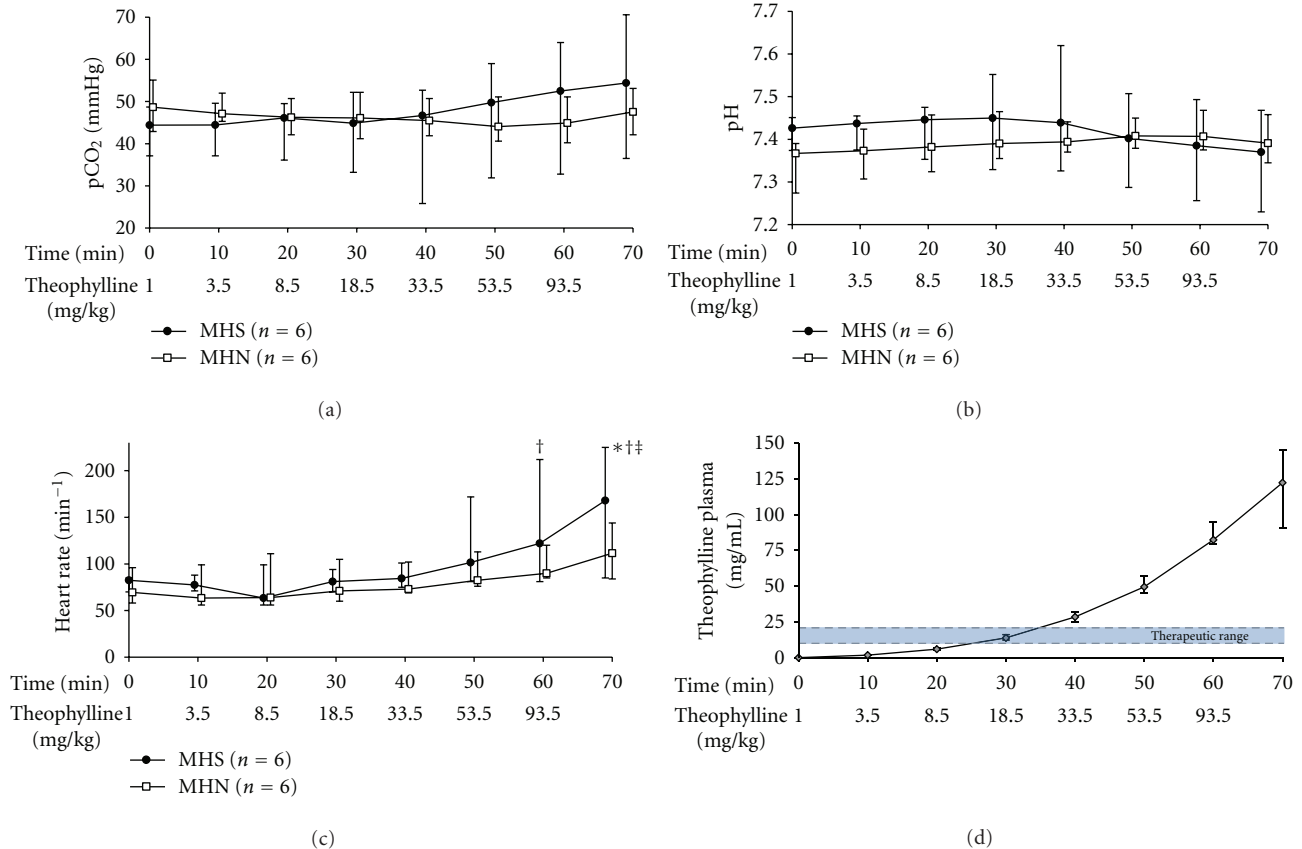 70
60
50
40
30
20
pCO₂ (mmHg)
0 10 20 30 40 50 60 70
Time (min)
Theophylline 1 3.5 8.5 18.5 33.5 53.5 93.5
(mg/kg)
MHS (n = 6)
MHN (n = 6)
(a)
7.7
7.5
7.4
7.3
7.2
pH
0 10 20 30 40 50 60 70
Time (min)
Theophylline 1 3.5 8.5 18.5 33.5 53.5 93.5
(mg/kg)
MHS (n = 6)
MHN (n = 6)
(b)
† *†‡
200
150
100
50
0
Heart rate (min⁻¹)
0 10 20 30 40 50 60 70
Time (min)
Theophylline1 3.5 8.5 18.5 33.5 53.5 93.5
(mg/kg)
MHS (n = 6)
MHN (n = 6)
(c)
150
125
100
75
50
25
0
Theophylline plasma
(mg/mL)
Therapeutic range
0 10 20 30 40 50 60 70
Time (min)
Theophylline 1 3.5 8.5 18.5 33.5 53.5 93.5
(mg/kg)
(d)